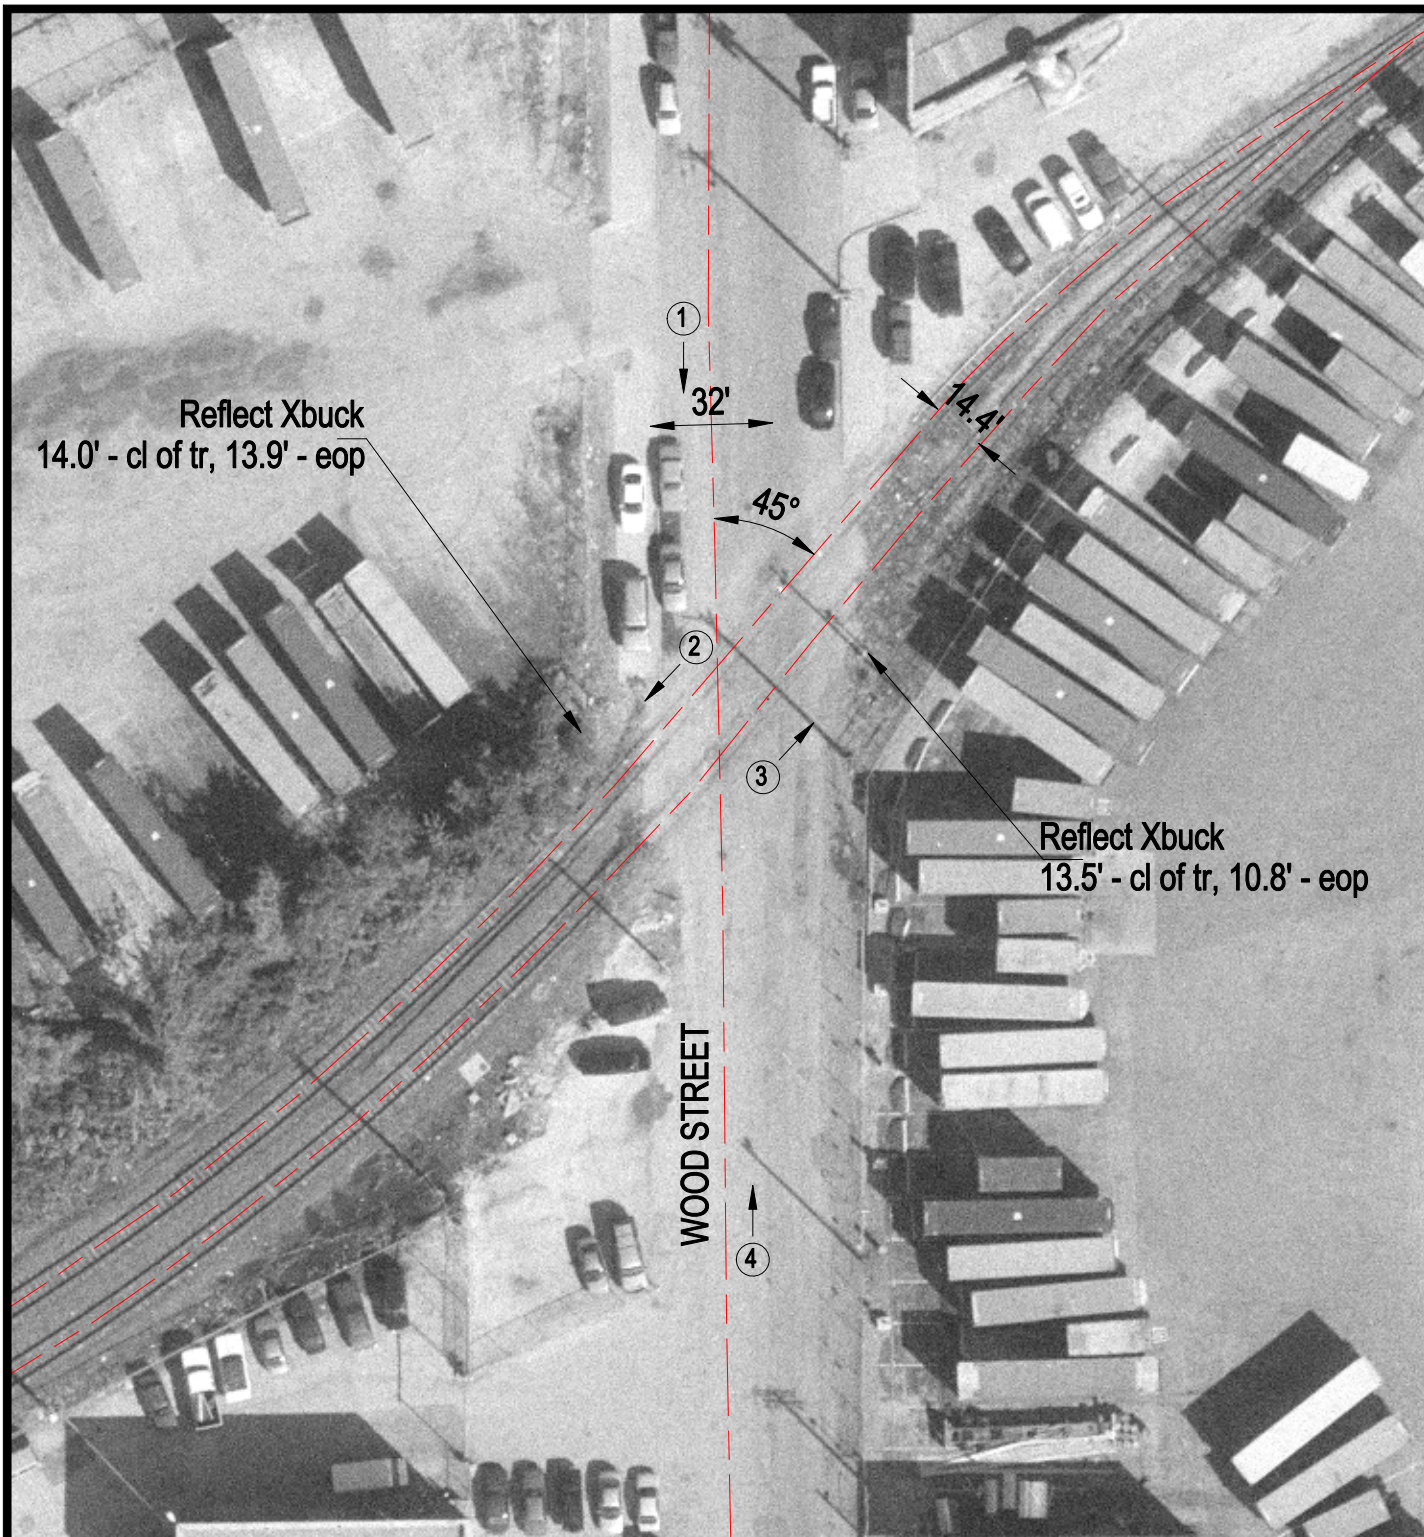 1
32'
14.4'
Reflect Xbuck
14.0' - cl of tr, 13.9' - eop
45°
2
3
Reflect Xbuck
13.5' - cl of tr, 10.8' - eop
WOOD STREET
4